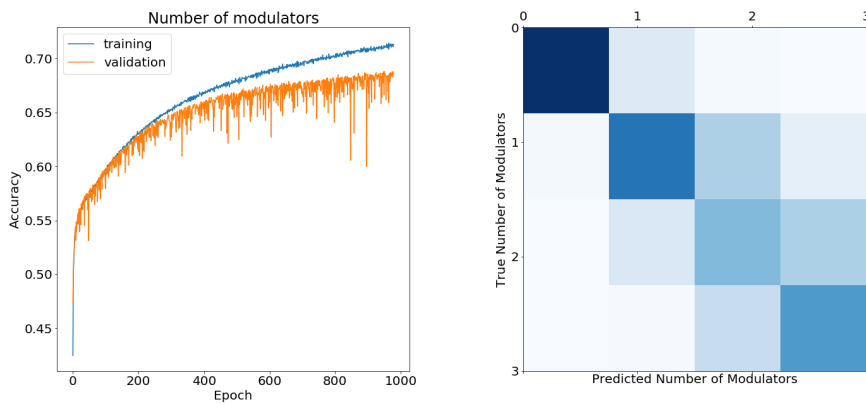 Number of modulators
training
validation
0.70
0.65
0.60
0.55
0.50
0.45
Accuracy
0 200 400 600 800 1000
Epoch
0 1 2 3
0
1
2
3
True Number of Modulators
Predicted Number of Modulators